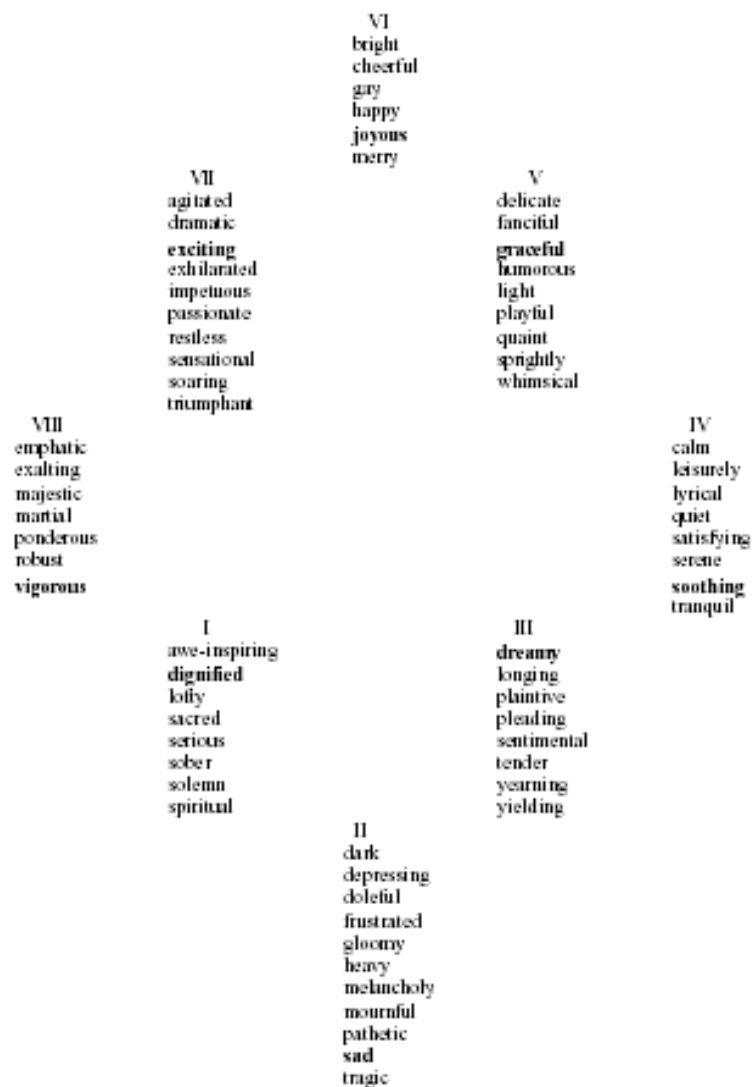 VI
bright
cheerful
gay
happy
joyous
merry
VII
agitated
dramatic
exciting
exhilarated
impetuous
passionate
restless
sensational
soaring
triumphant
V
delicate
fanciful
graceful
humorous
light
playful
quaint
sprightly
whimsical
VIII
emphatic
exalting
majestic
martial
ponderous
robust
vigorous
IV
calm
leisurely
lyrical
quiet
satisfying
serene
soothing
tranquil
I
awe-inspiring
dignified
lofty
sacred
serious
sober
solemn
spiritual
III
dreamy
longing
plaintive
pleading
sentimental
tender
yearning
yielding
II
dark
depressing
doleful
frustrated
gloomy
heavy
melancholy
mournful
pathetic
sad
tragic